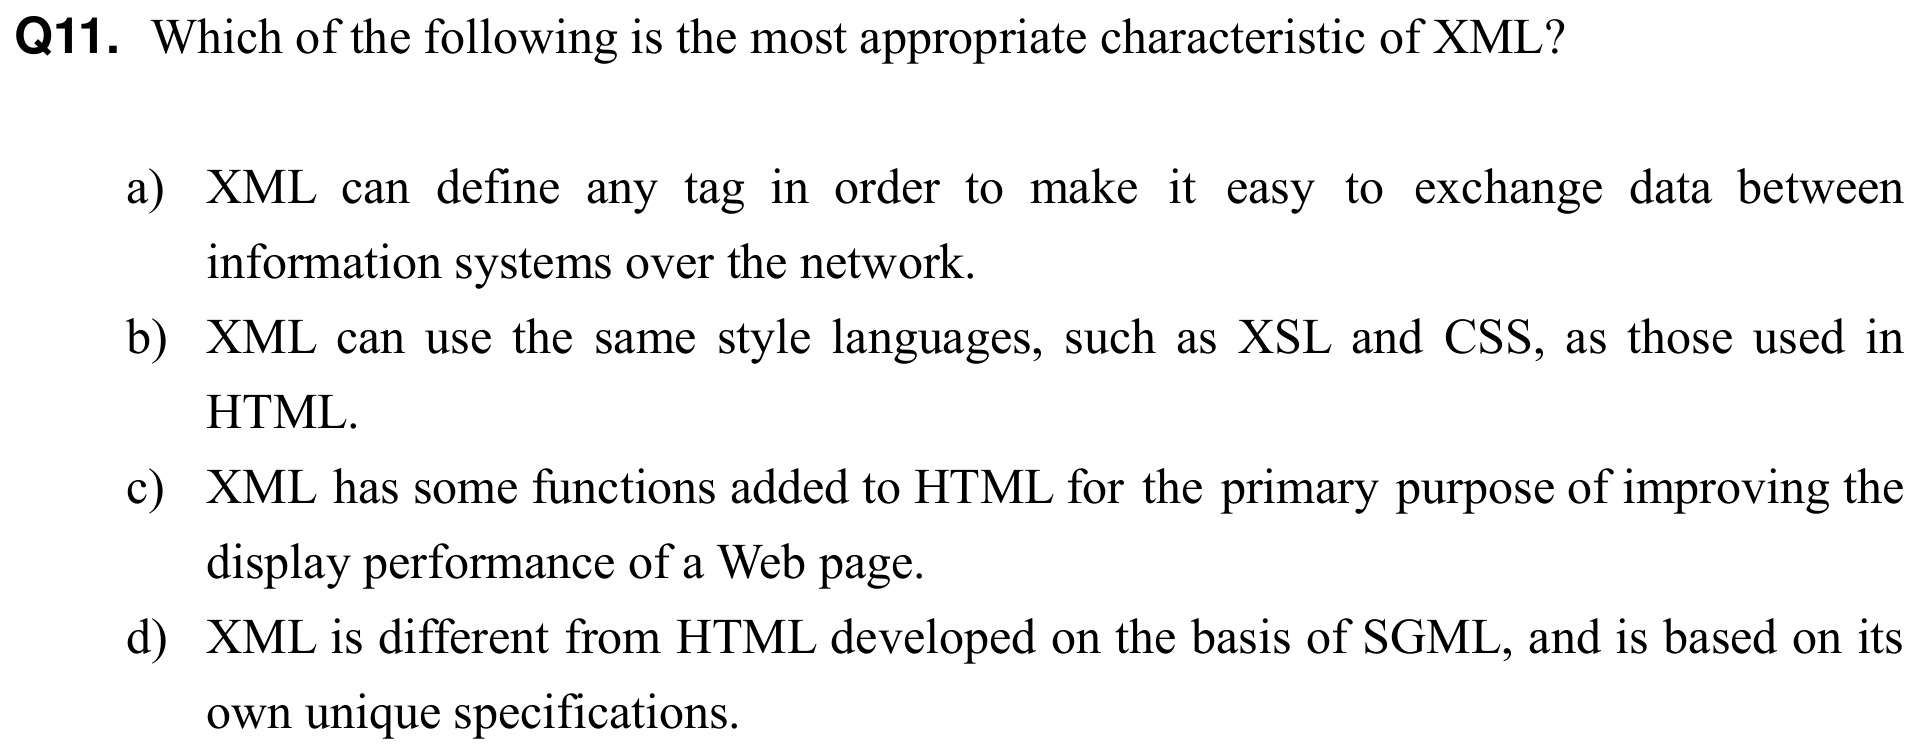 Q11. Which of the following is the most appropriate characteristic of XML?
a) XML can define any tag in order to make it easy to exchange data between
information systems over the network.
b) XML can use the same style languages, such as XSL and CSS, as those used in
HTML.
c) XML has some functions added to HTML for the primary purpose of improving the
display performance of a Web page.
d) XML is different from HTML developed on the basis of SGML, and is based on its
own unique specifications.